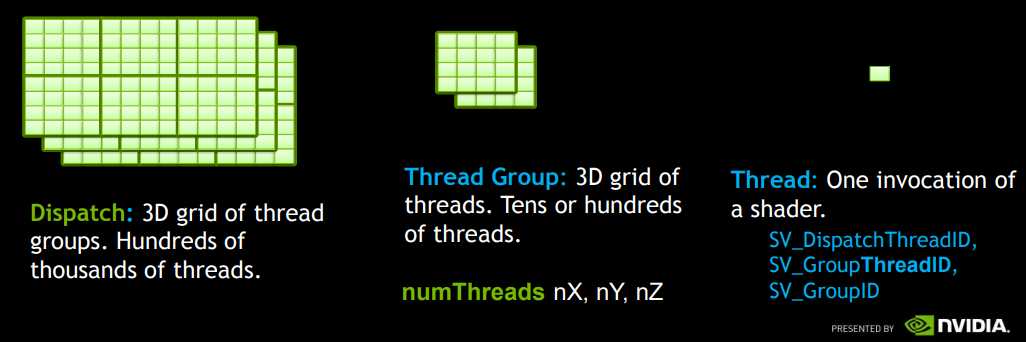 Dispatch: 3D grid of thread
groups. Hundreds of
thousands of threads.
Thread Group: 3D grid of
threads. Tens or hundreds
of threads.
numThreads nX, nY, nZ
Thread: One invocation of
a shader.
SV_DispatchThreadID,
SV_GroupThreadID,
SV_GroupID
PRESENTED BY NVIDIA.